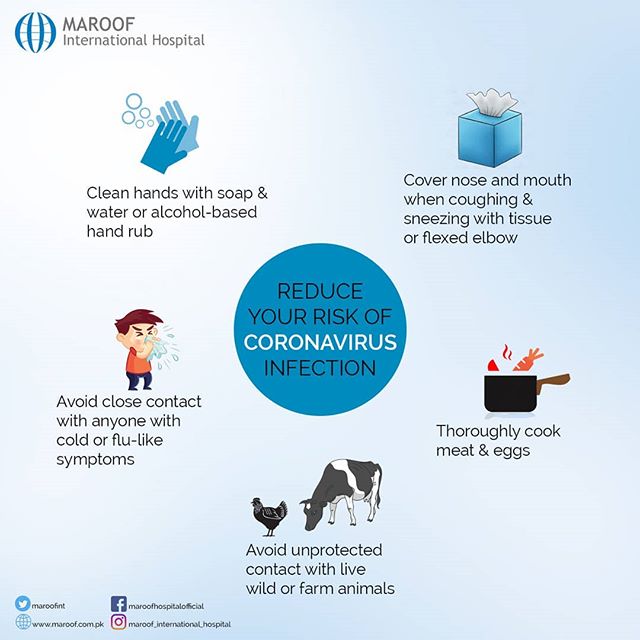 MAROOF
International Hospital
Clean hands with soap &
water or alcohol-based
hand rub
Cover nose and mouth
when coughing &
sneezing with tissue
or flexed elbow
REDUCE
YOUR RISK OF
CORONAVIRUS
INFECTION
Avoid close contact
with anyone with
cold or flu-like
symptoms
Thoroughly cook
meat & eggs
Avoid unprotected
contact with live
wild or farm animals
maroofint
maroofhospitalofficial
www.maroof.com.pk
maroof_international_hospital